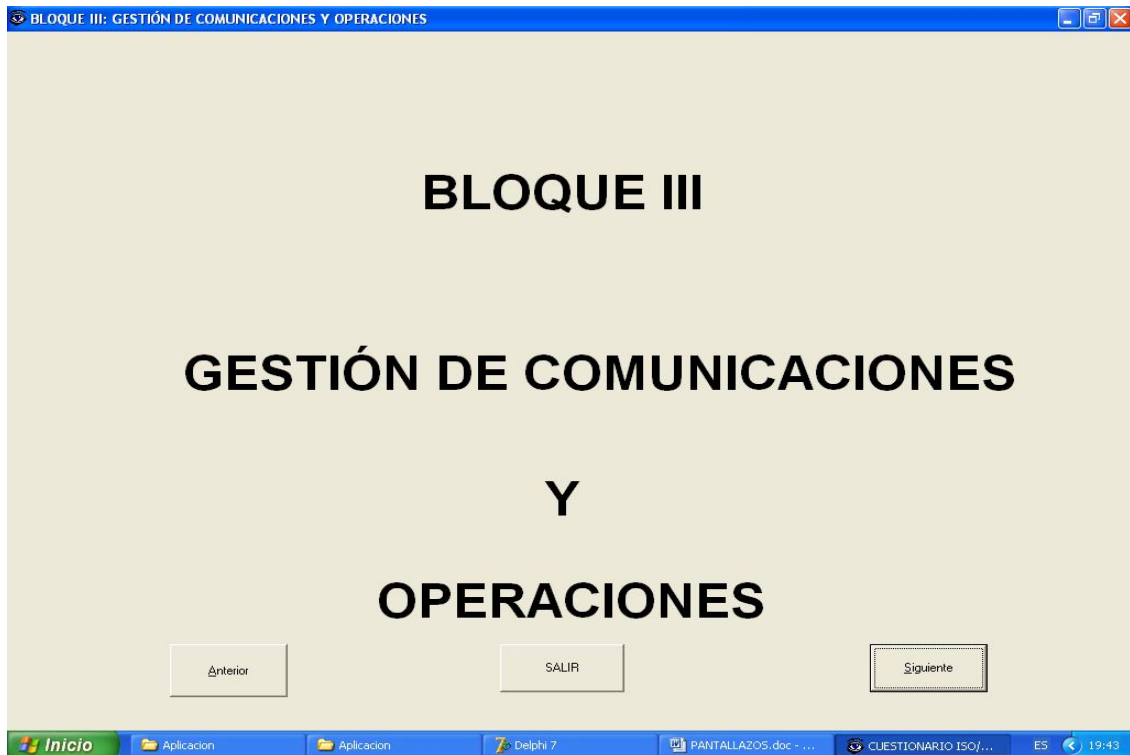 BLOQUE III: GESTIÓN DE COMUNICACIONES Y OPERACIONES
BLOQUE III
GESTIÓN DE COMUNICACIONES
Y
OPERACIONES
Anterior
SALIR
Siguiente
Inicio
Aplicacion
Aplicacion
Delphi 7
PANTALLAZOS.doc - ...
CUESTIONARIO ISO/...
ES
19:43